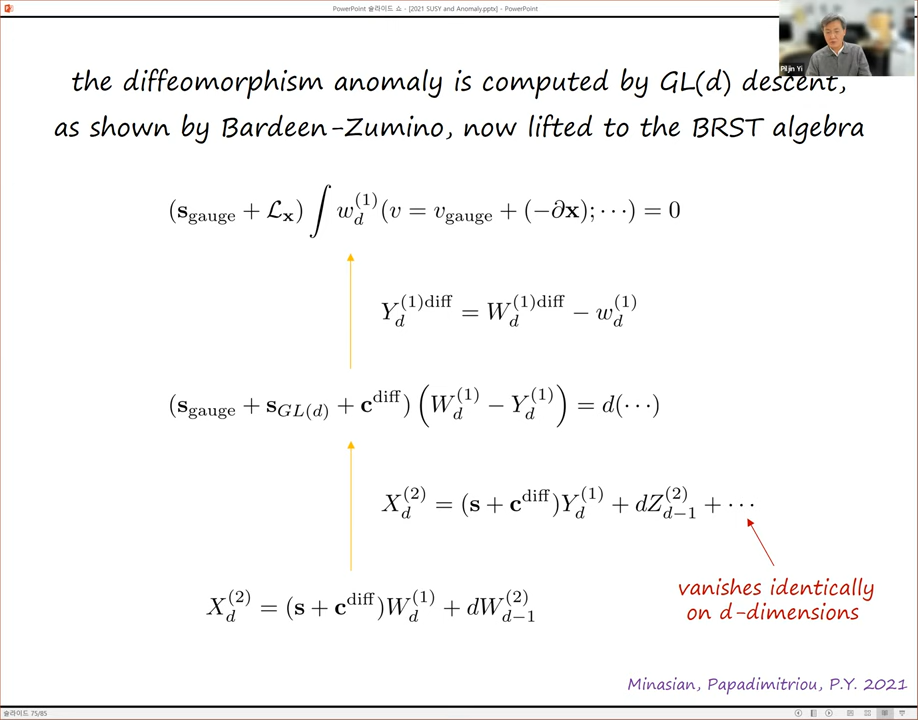 PowerPoint 슬라이드 쇼 - [2021 SUSY and Anomaly.pptx] - PowerPoint
Piljin Yi
the diffeomorphism anomaly is computed by GL(d) descent,
as shown by Bardeen-Zumino, now lifted to the BRST algebra
(s_gauge + ℒ_x) ∫ w_d^(1)(v = v_gauge + (−∂x); ⋯) = 0
Y_d^(1)diff = W_d^(1)diff − w_d^(1)
(s_gauge + s_GL(d) + c^diff) (W_d^(1) − Y_d^(1)) = d(⋯)
X_d^(2) = (s + c^diff)Y_d^(1) + dZ_{d−1}^(2) + ⋯
vanishes identically
on d-dimensions
X_d^(2) = (s + c^diff)W_d^(1) + dW_{d−1}^(2)
Minasian, Papadimitriou, P.Y. 2021
슬라이드 75/85